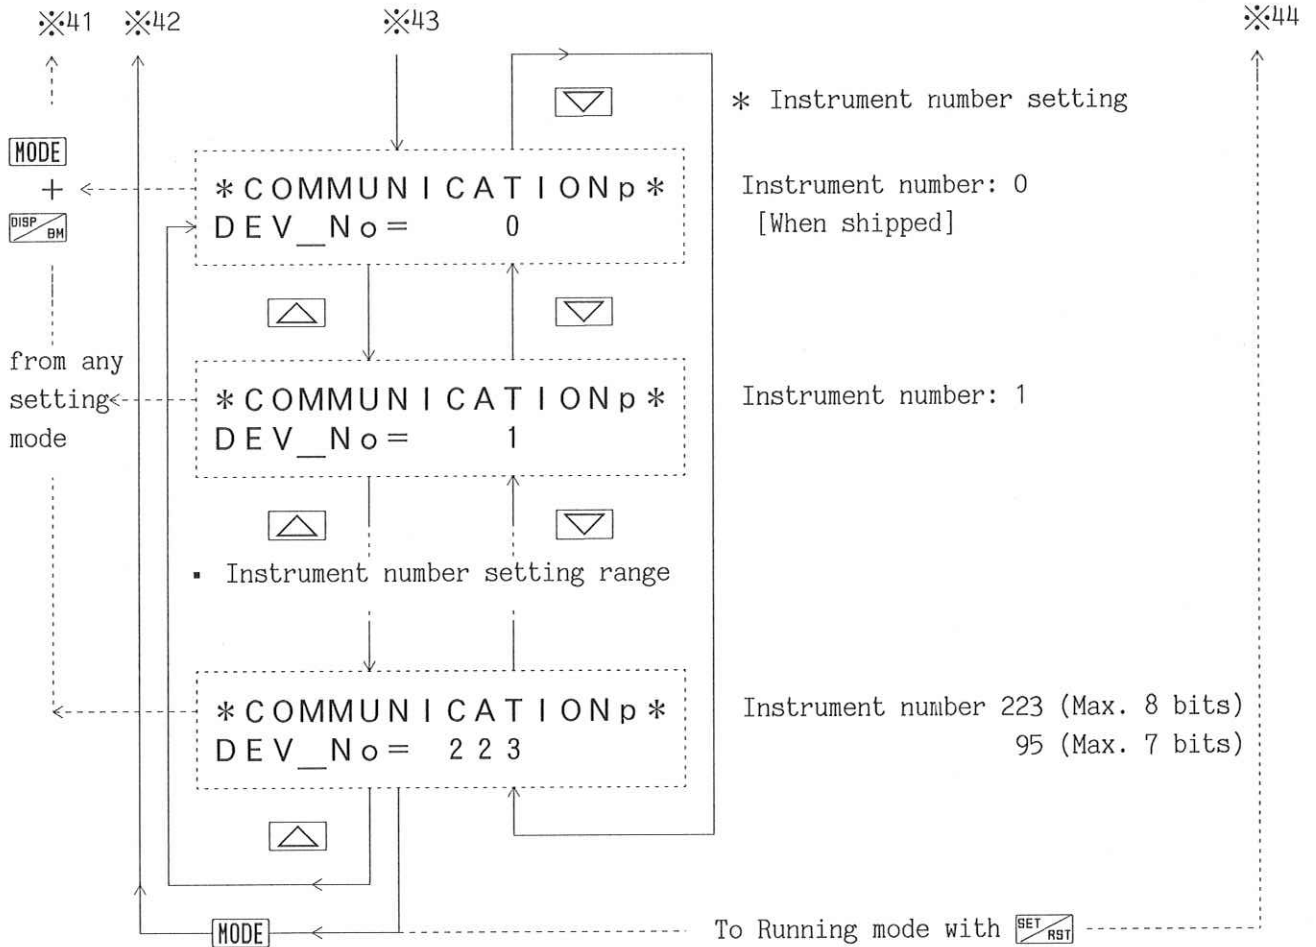 ※41 ※42 ※43 ※44
* Instrument number setting
MODE
+
DISP/BM
*COMMUNICATIONp*
DEV_No= 0
Instrument number: 0
[When shipped]
from any
setting
mode
*COMMUNICATIONp*
DEV_No= 1
Instrument number: 1
▪ Instrument number setting range
*COMMUNICATIONp*
DEV_No= 223
Instrument number 223 (Max. 8 bits)
95 (Max. 7 bits)
MODE
To Running mode with SET/RST